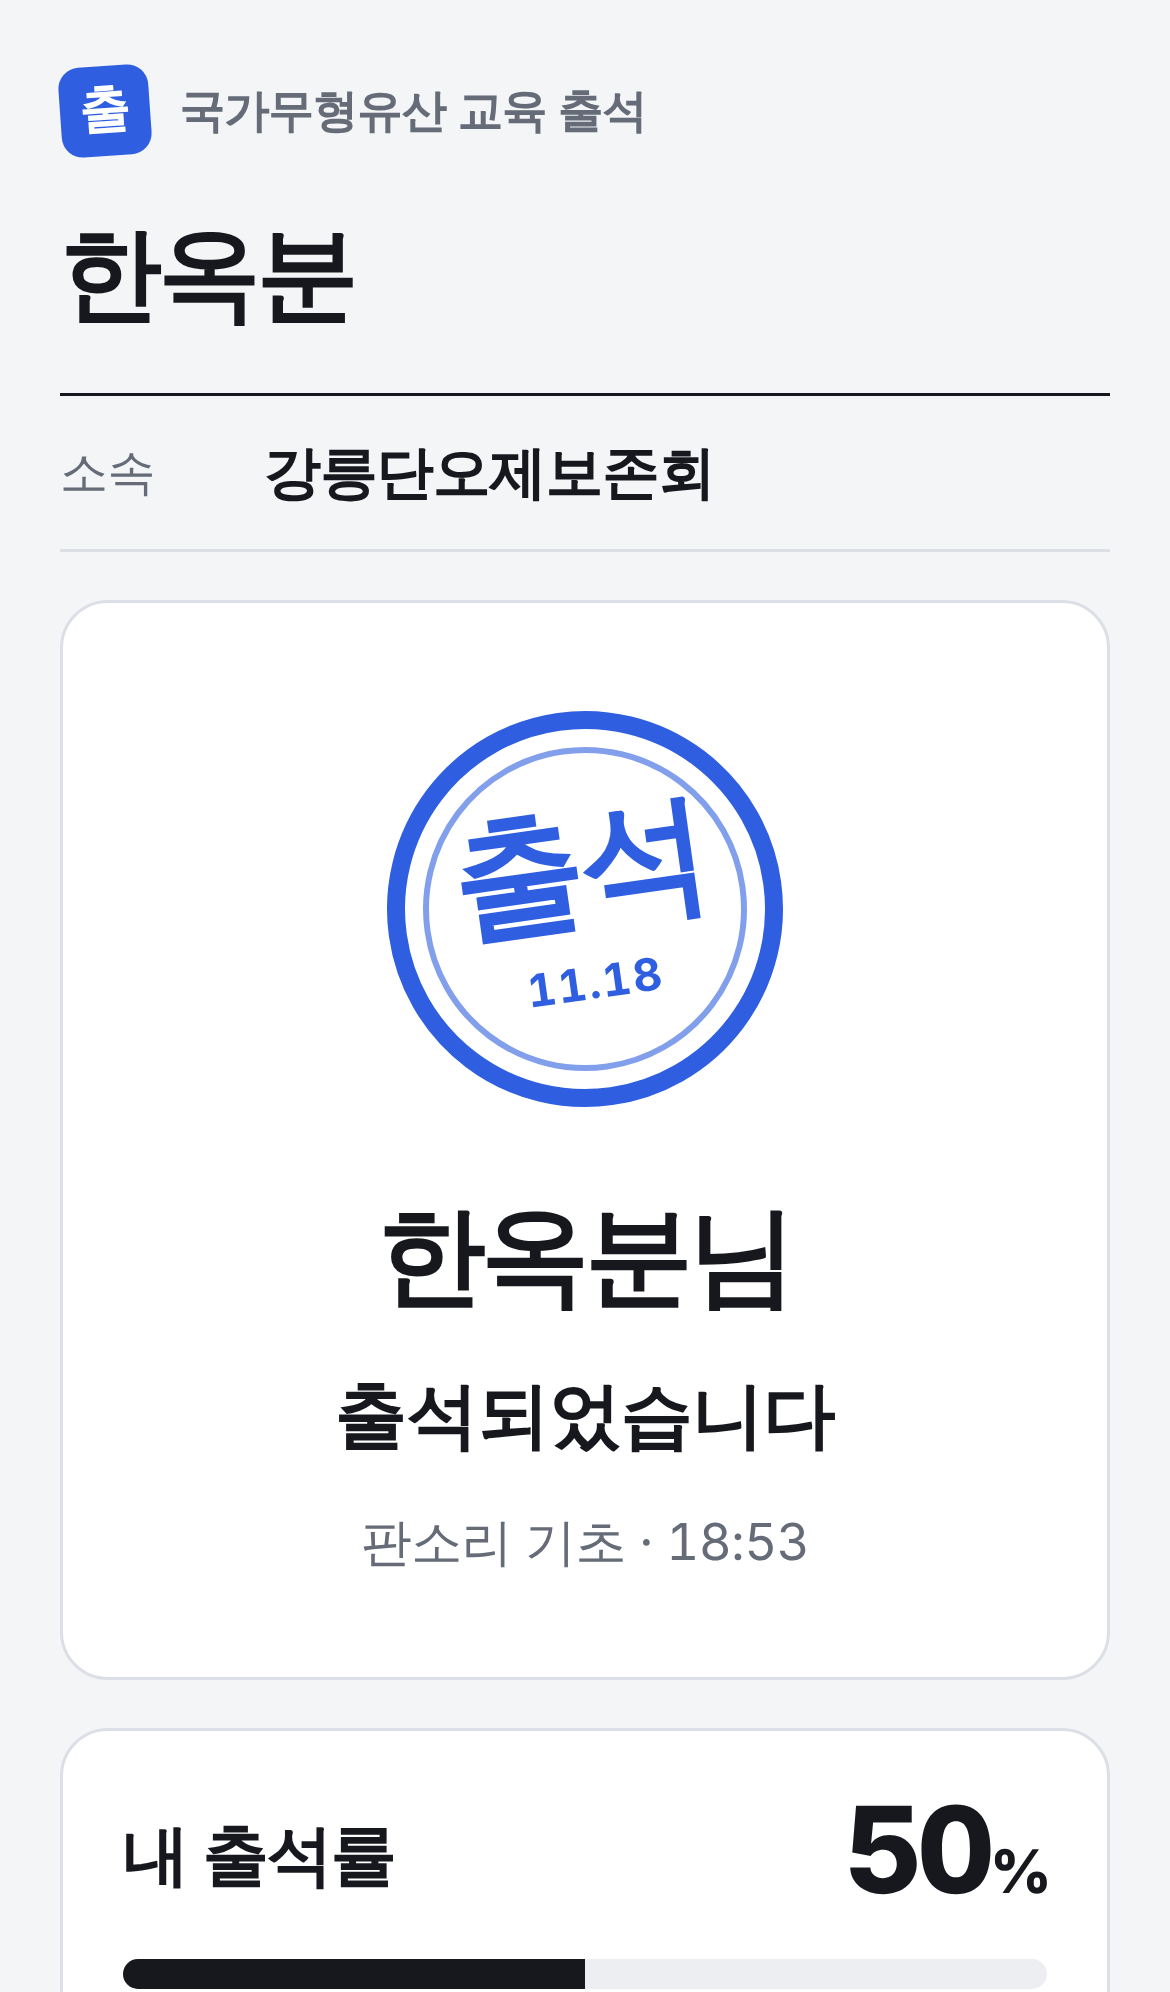 출 국가무형유산 교육 출석
한옥분
소속 강릉단오제보존회
출석
11.18
한옥분님
출석되었습니다
판소리 기초 · 18:53
내 출석률 50%